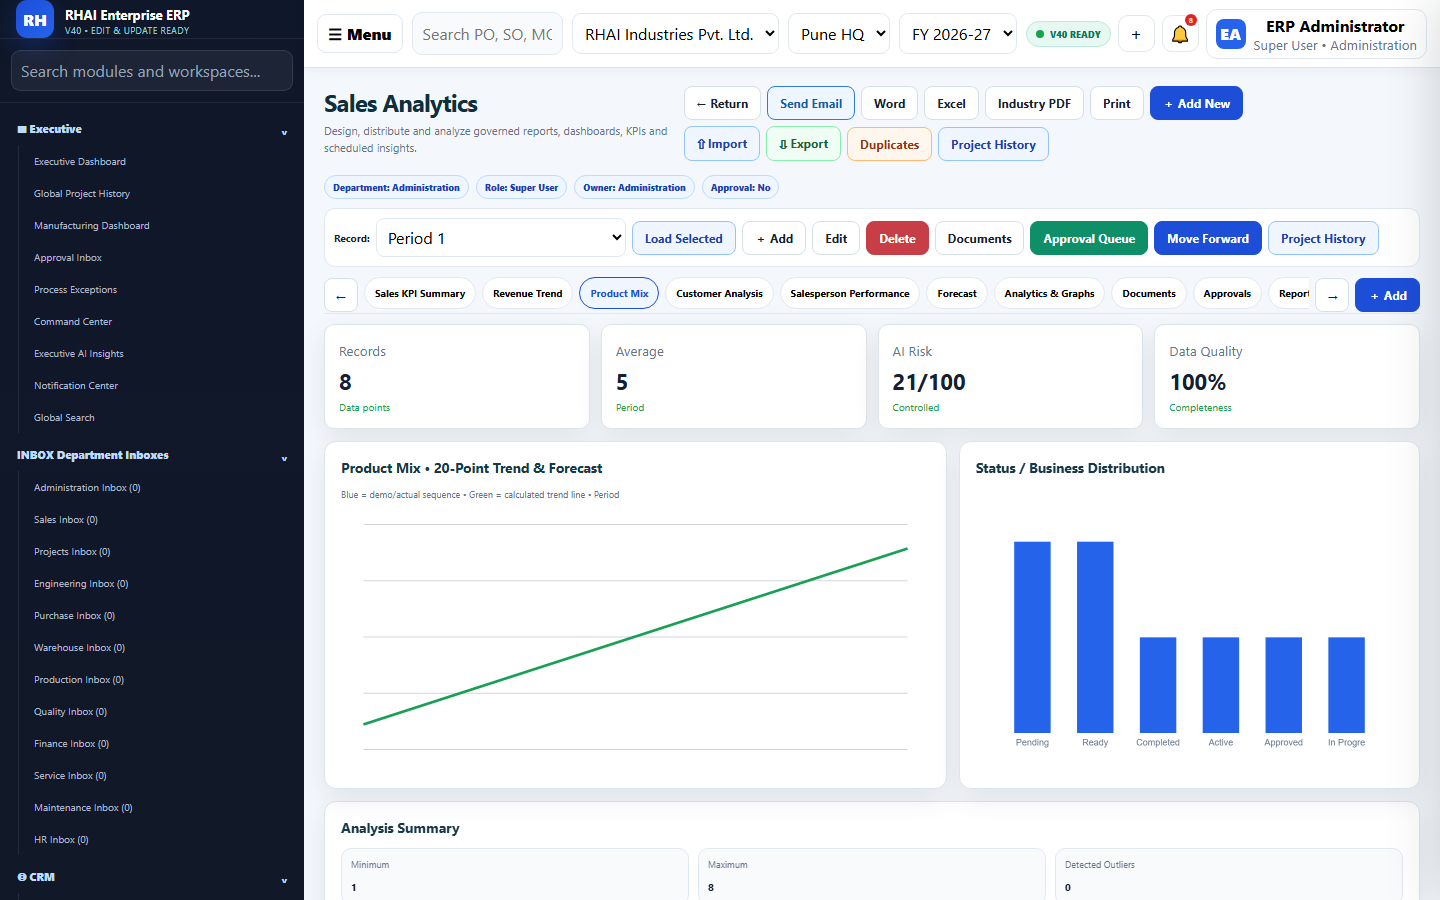 RH
RHAI Enterprise ERP
V40 • EDIT & UPDATE READY
Search modules and workspaces...
Executive
Executive Dashboard
Global Project History
Manufacturing Dashboard
Approval Inbox
Process Exceptions
Command Center
Executive AI Insights
Notification Center
Global Search
INBOX Department Inboxes
Administration Inbox (0)
Sales Inbox (0)
Projects Inbox (0)
Engineering Inbox (0)
Purchase Inbox (0)
Warehouse Inbox (0)
Production Inbox (0)
Quality Inbox (0)
Finance Inbox (0)
Service Inbox (0)
Maintenance Inbox (0)
HR Inbox (0)
CRM
☰ Menu
Search PO, SO, MC
RHAI Industries Pvt. Ltd.
Pune HQ
FY 2026-27
V40 READY
+
8
EA
ERP Administrator
Super User • Administration
Sales Analytics
Design, distribute and analyze governed reports, dashboards, KPIs and
scheduled insights.
← Return
Send Email
Word
Excel
Industry PDF
Print
+ Add New
⇧ Import
⇩ Export
Duplicates
Project History
Department: Administration
Role: Super User
Owner: Administration
Approval: No
Record:
Period 1
Load Selected
+ Add
Edit
Delete
Documents
Approval Queue
Move Forward
Project History
←
Sales KPI Summary
Revenue Trend
Product Mix
Customer Analysis
Salesperson Performance
Forecast
Analytics & Graphs
Documents
Approvals
Report
→
+ Add
Records
8
Data points
Average
5
Period
AI Risk
21/100
Controlled
Data Quality
100%
Completeness
Product Mix • 20-Point Trend & Forecast
Blue = demo/actual sequence • Green = calculated trend line • Period
Status / Business Distribution
Pending
Ready
Completed
Active
Approved
In Progre
Analysis Summary
Minimum
1
Maximum
8
Detected Outliers
0